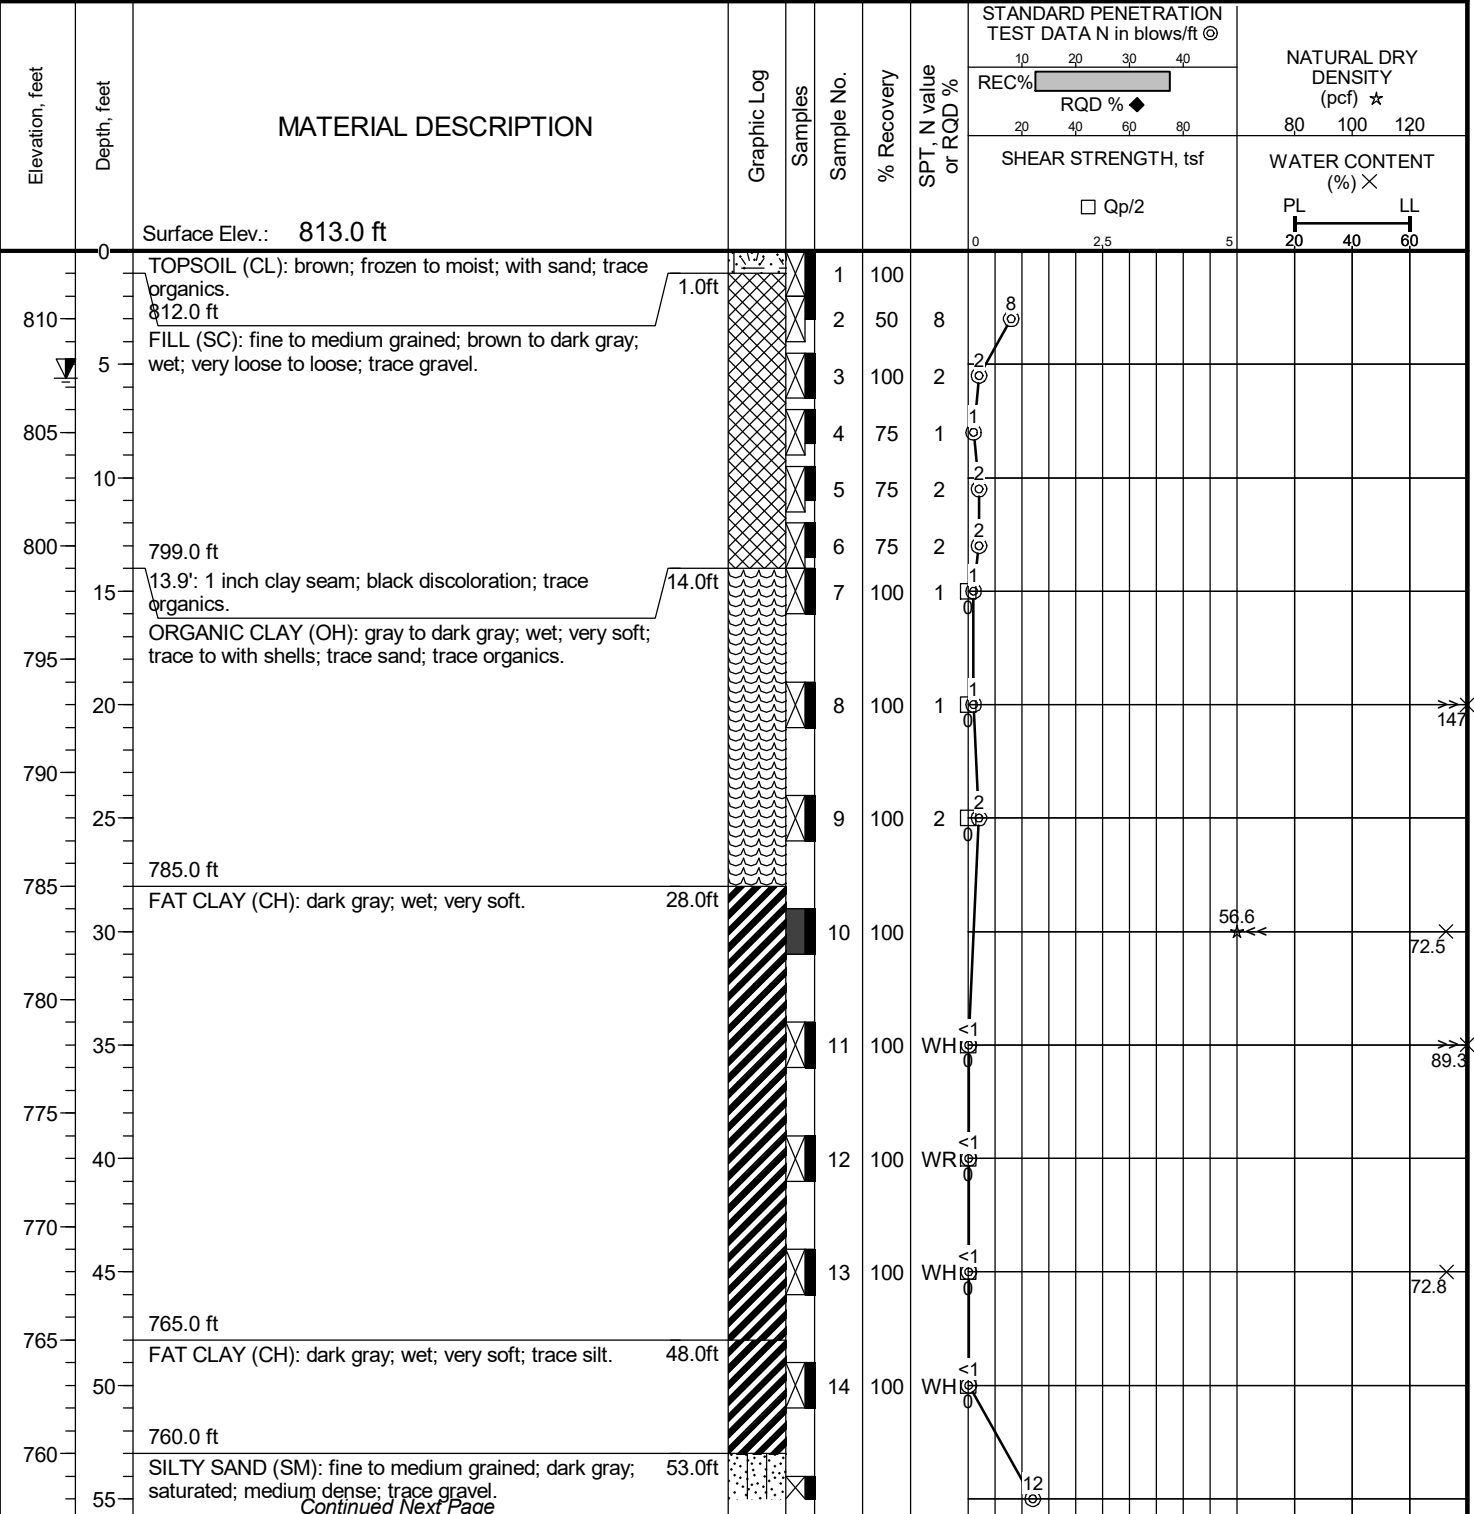 STANDARD PENETRATION
TEST DATA N in blows/ft
10 20 30 40
REC%
RQD %
20 40 60 80
SHEAR STRENGTH, tsf
Qp/2
0 2,5 5
NATURAL DRY
DENSITY
(pcf)
80 100 120
WATER CONTENT
(%)
PL LL
20 40 60
Elevation, feet
Depth, feet
MATERIAL DESCRIPTION
Graphic Log
Samples
Sample No.
% Recovery
SPT, N value
or RQD %
Surface Elev.: 813.0 ft
0
TOPSOIL (CL): brown; frozen to moist; with sand; trace
organics.
1.0ft
812.0 ft
1 100
810
2 50 8 8
FILL (SC): fine to medium grained; brown to dark gray;
wet; very loose to loose; trace gravel.
5
3 100 2 2
805
4 75 1 1
10
5 75 2 2
800
799.0 ft
6 75 2 2
13.9': 1 inch clay seam; black discoloration; trace
organics.
14.0ft
15
7 100 1 1
0
ORGANIC CLAY (OH): gray to dark gray; wet; very soft;
trace to with shells; trace sand; trace organics.
795
20
8 100 1 1
0
>>
147
790
25
9 100 2 2
0
785.0 ft
785
FAT CLAY (CH): dark gray; wet; very soft.
28.0ft
30
10 100
56.6
<<
72.5
780
35
11 100 WH <1
0
>>
89.3
775
40
12 100 WR <1
0
770
45
13 100 WH <1
0
72.8
765.0 ft
765
FAT CLAY (CH): dark gray; wet; very soft; trace silt.
48.0ft
50
14 100 WH <1
0
760.0 ft
760
SILTY SAND (SM): fine to medium grained; dark gray;
saturated; medium dense; trace gravel.
53.0ft
55
12
Continued Next Page